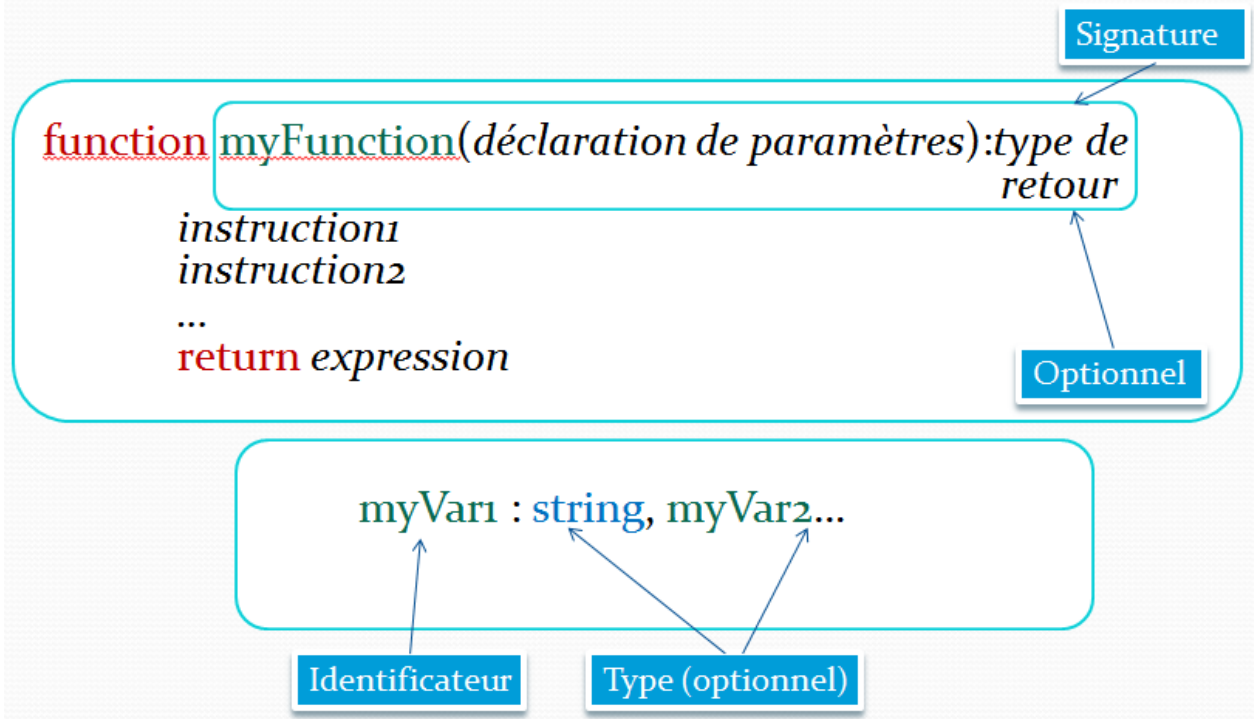 Signature
function myFunction(déclaration de paramètres):type de
retour
instruction1
instruction2
...
return expression
Optionnel
myVar1 : string, myVar2...
Identificateur
Type (optionnel)